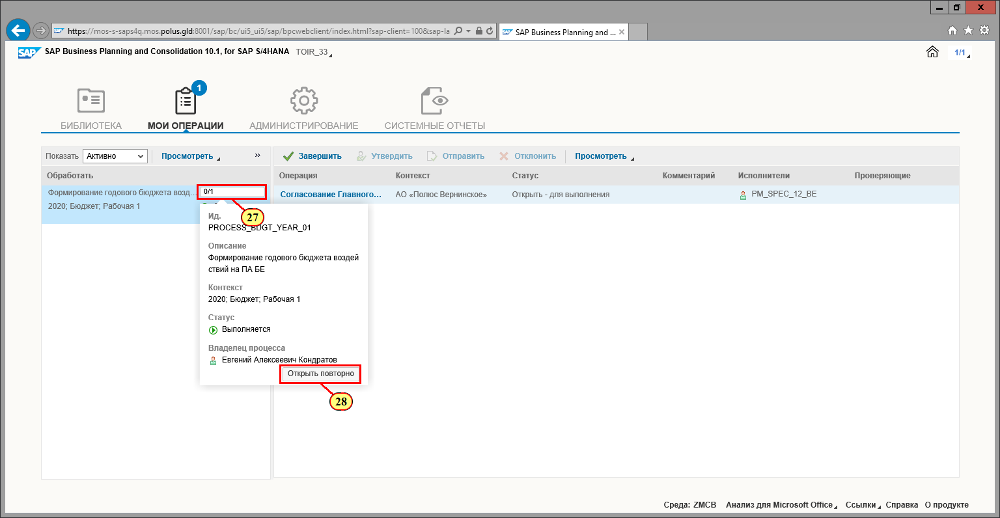 https://mos-s-saps4q.mos.polus.gld:8001/sap/bc/ui5_ui5/sap/bpcwebclient/index.html?sap-client=100&sap-la
SAP Business Planning and ...
SAP SAP Business Planning and Consolidation 10.1, for SAP S/4HANA TOIR_33
1/1
1
БИБЛИОТЕКА МОИ ОПЕРАЦИИ АДМИНИСТРИРОВАНИЕ СИСТЕМНЫЕ ОТЧЕТЫ
Показать Активно Просмотреть »
Завершить Утвердить Отправить Отклонить Просмотреть
Обработать
Операция Контекст Статус Комментарий Исполнители Проверяющие
Формирование годового бюджета возд... 0/1
2020; Бюджет; Рабочая 1
Согласование Главного... АО «Полюс Вернинское» Открыть - для выполнения PM_SPEC_12_BE
27
Ид.
PROCESS_BDGT_YEAR_01
Описание
Формирование годового бюджета воздей
ствий на ПА БЕ
Контекст
2020; Бюджет; Рабочая 1
Статус
Выполняется
Владелец процесса
Евгений Алексеевич Кондратов
Открыть повторно
28
Среда: ZMCB Анализ для Microsoft Office Ссылки Справка О продукте